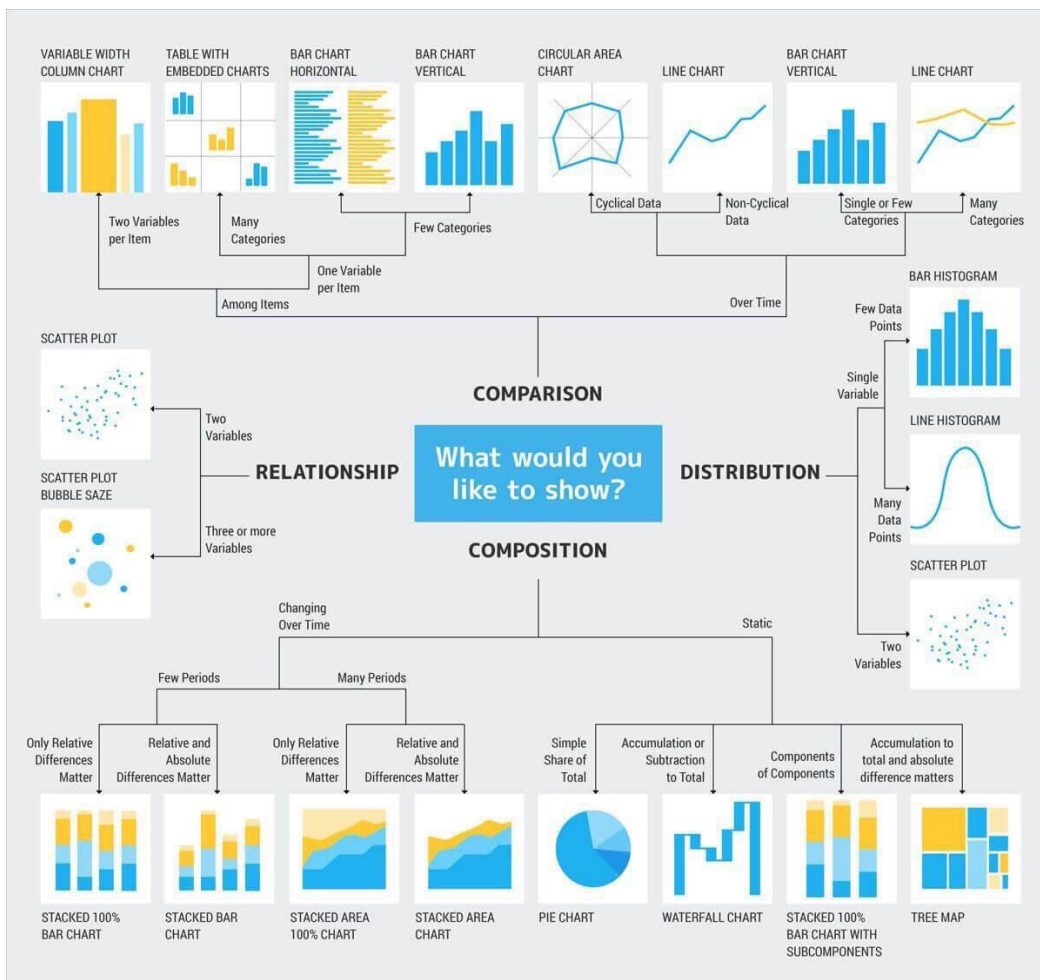 VARIABLE WIDTH
COLUMN CHART
TABLE WITH
EMBEDDED CHARTS
BAR CHART
HORIZONTAL
BAR CHART
VERTICAL
CIRCULAR AREA
CHART
LINE CHART
BAR CHART
VERTICAL
LINE CHART
Two Variables
per Item
Many
Categories
Few Categories
Cyclical Data
Non-Cyclical
Data
Single or Few
Categories
Many
Categories
One Variable
per Item
Among Items
Over Time
COMPARISON
What would you
like to show?
RELATIONSHIP
SCATTER PLOT
Two
Variables
SCATTER PLOT
BUBBLE SAZE
Three or more
Variables
DISTRIBUTION
BAR HISTOGRAM
Few Data
Points
Single
Variable
LINE HISTOGRAM
Many
Data
Points
SCATTER PLOT
Two
Variables
COMPOSITION
Changing
Over Time
Static
Few Periods
Many Periods
Only Relative
Differences
Matter
Relative and
Absolute
Differences Matter
Only Relative
Differences
Matter
Relative and
Absolute
Differences Matter
Simple
Share of
Total
Accumulation or
Subtraction
to Total
Components
of Components
Accumulation to
total and absolute
difference matters
STACKED 100%
BAR CHART
STACKED BAR
CHART
STACKED AREA
100% CHART
STACKED AREA
CHART
PIE CHART
WATERFALL CHART
STACKED 100%
BAR CHART WITH
SUBCOMPONENTS
TREE MAP